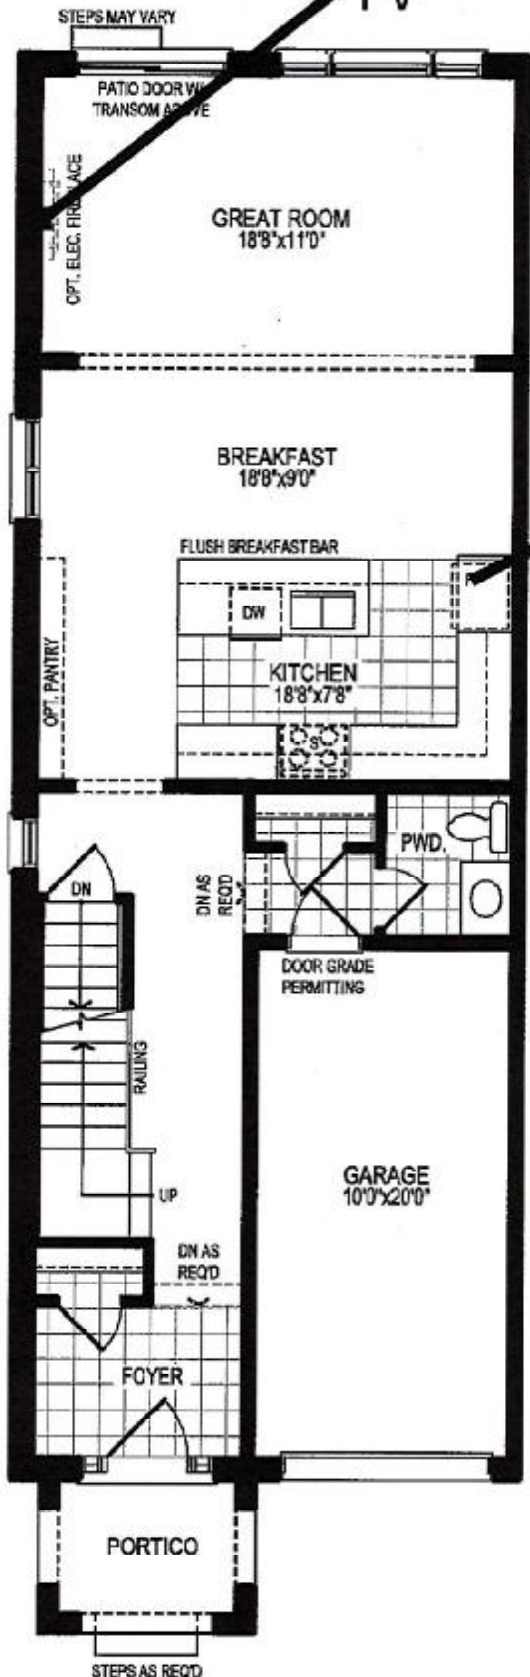 STEPS MAY VARY
PATIO DOOR W/
TRANSOM ABOVE
OPT. ELEC. FIREPLACE
GREAT ROOM
18'8"x11'0"
BREAKFAST
18'8"x9'0"
FLUSH BREAKFAST BAR
DW
OPT. PANTRY
KITCHEN
18'8"x7'8"
S
PWD.
DN
DN AS
REQ'D
DOOR GRADE
PERMITTING
RAILING
GARAGE
10'0"x20'0"
UP
DN AS
REQ'D
FOYER
PORTICO
STEPS AS REQ'D